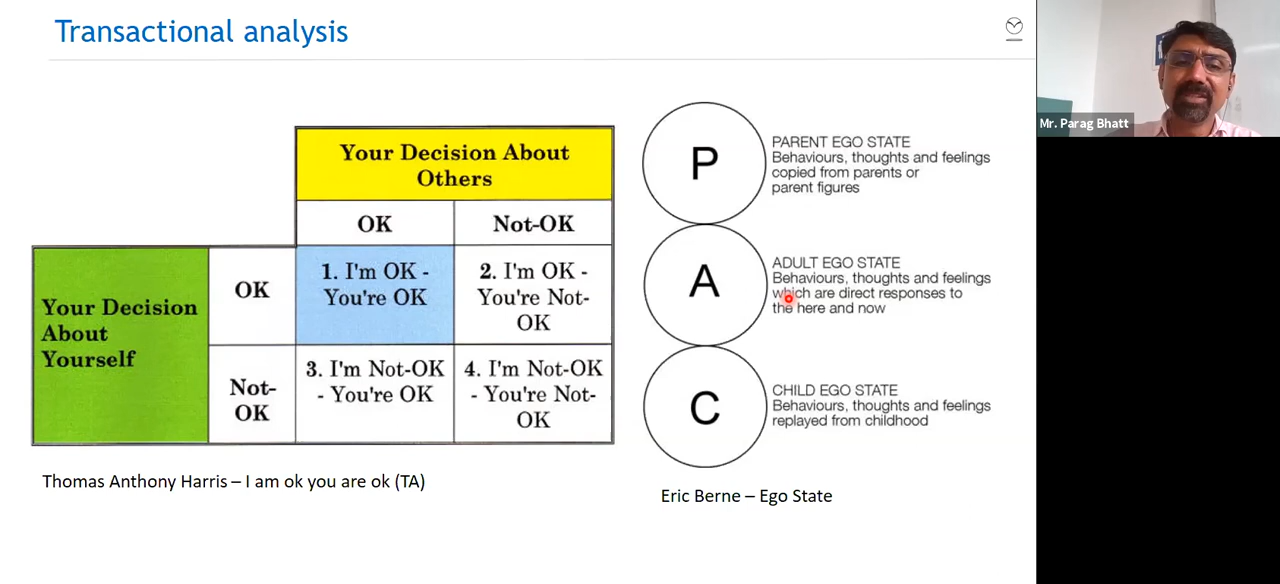 Transactional analysis
Mr. Parag Bhatt
Your Decision About
Others
OK
Not-OK
Your Decision
About
Yourself
OK
1. I'm OK -
You're OK
2. I'm OK -
You're Not-
OK
Not-
OK
3. I'm Not-OK
- You're OK
4. I'm Not-OK
- You're Not-
OK
Thomas Anthony Harris – I am ok you are ok (TA)
P
PARENT EGO STATE
Behaviours, thoughts and feelings
copied from parents or
parent figures
A
ADULT EGO STATE
Behaviours, thoughts and feelings
which are direct responses to
the here and now
C
CHILD EGO STATE
Behaviours, thoughts and feelings
replayed from childhood
Eric Berne – Ego State